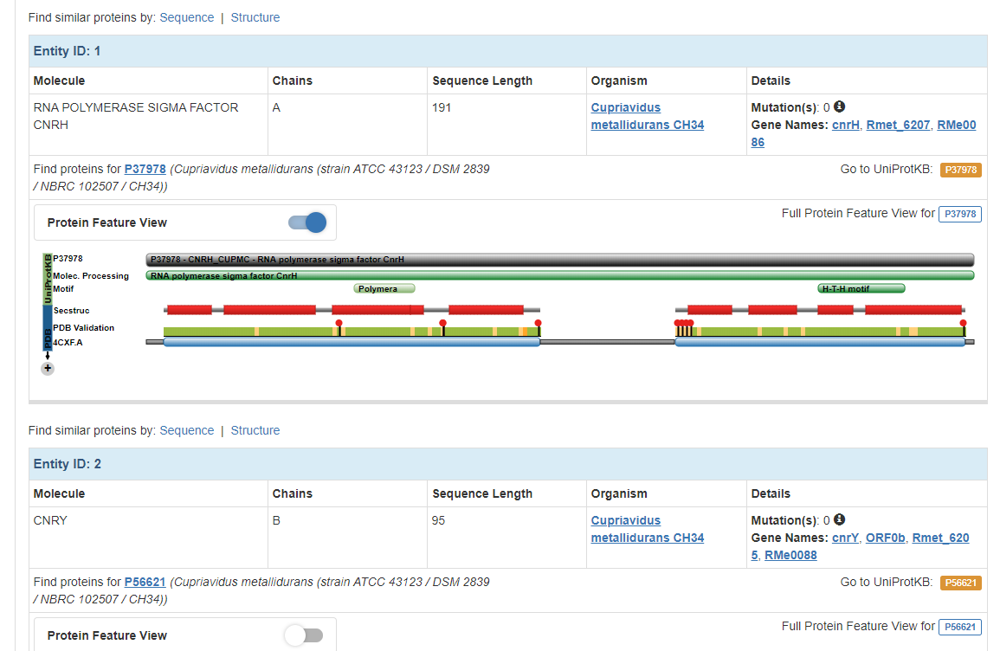 Find similar proteins by: Sequence | Structure
Entity ID: 1
Molecule Chains Sequence Length Organism Details
RNA POLYMERASE SIGMA FACTOR A 191 Cupriavidus Mutation(s): 0
CNRH metallidurans CH34 Gene Names: cnrH, Rmet_6207, RMe00
86
Find proteins for P37978 (Cupriavidus metallidurans (strain ATCC 43123 / DSM 2839 Go to UniProtKB: P37978
/ NBRC 102507 / CH34))
Protein Feature View Full Protein Feature View for P37978
UniProtKB
P37978 P37978 - CNRH_CUPMC - RNA polymerase sigma factor CnrH
Molec. Processing RNA polymerase sigma factor CnrH
Motif Polymera H-T-H motif
PDB
Secstruc
PDB Validation
4CXF.A
+
Find similar proteins by: Sequence | Structure
Entity ID: 2
Molecule Chains Sequence Length Organism Details
CNRY B 95 Cupriavidus Mutation(s): 0
metallidurans CH34 Gene Names: cnrY, ORF0b, Rmet_620
5, RMe0088
Find proteins for P56621 (Cupriavidus metallidurans (strain ATCC 43123 / DSM 2839 Go to UniProtKB: P56621
/ NBRC 102507 / CH34))
Protein Feature View Full Protein Feature View for P56621